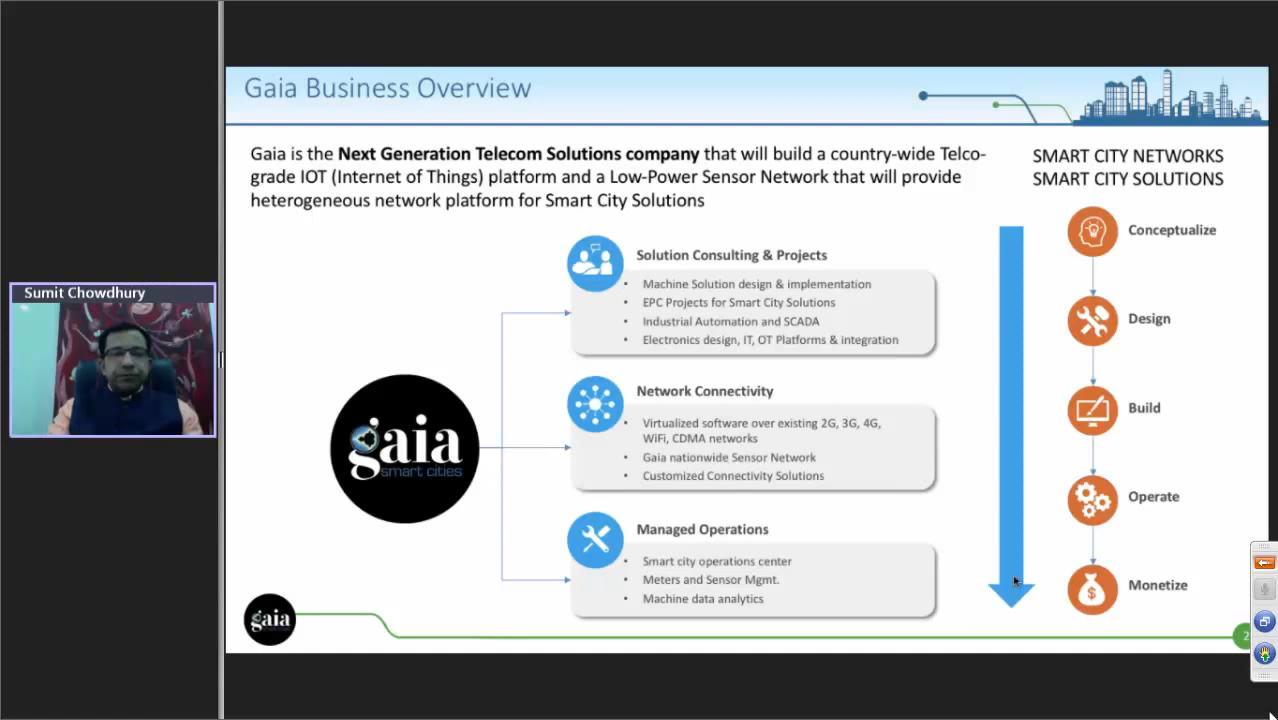 Sumit Chowdhury
Gaia Business Overview
Gaia is the Next Generation Telecom Solutions company that will build a country-wide Telco-
grade IOT (Internet of Things) platform and a Low-Power Sensor Network that will provide
heterogeneous network platform for Smart City Solutions
SMART CITY NETWORKS
SMART CITY SOLUTIONS
gaia
smart cities
Solution Consulting & Projects
• Machine Solution design & implementation
• EPC Projects for Smart City Solutions
• Industrial Automation and SCADA
• Electronics design, IT, OT Platforms & integration
Network Connectivity
• Virtualized software over existing 2G, 3G, 4G,
WiFi, CDMA networks
• Gaia nationwide Sensor Network
• Customized Connectivity Solutions
Managed Operations
• Smart city operations center
• Meters and Sensor Mgmt.
• Machine data analytics
Conceptualize
Design
Build
Operate
$
Monetize
gaia
2